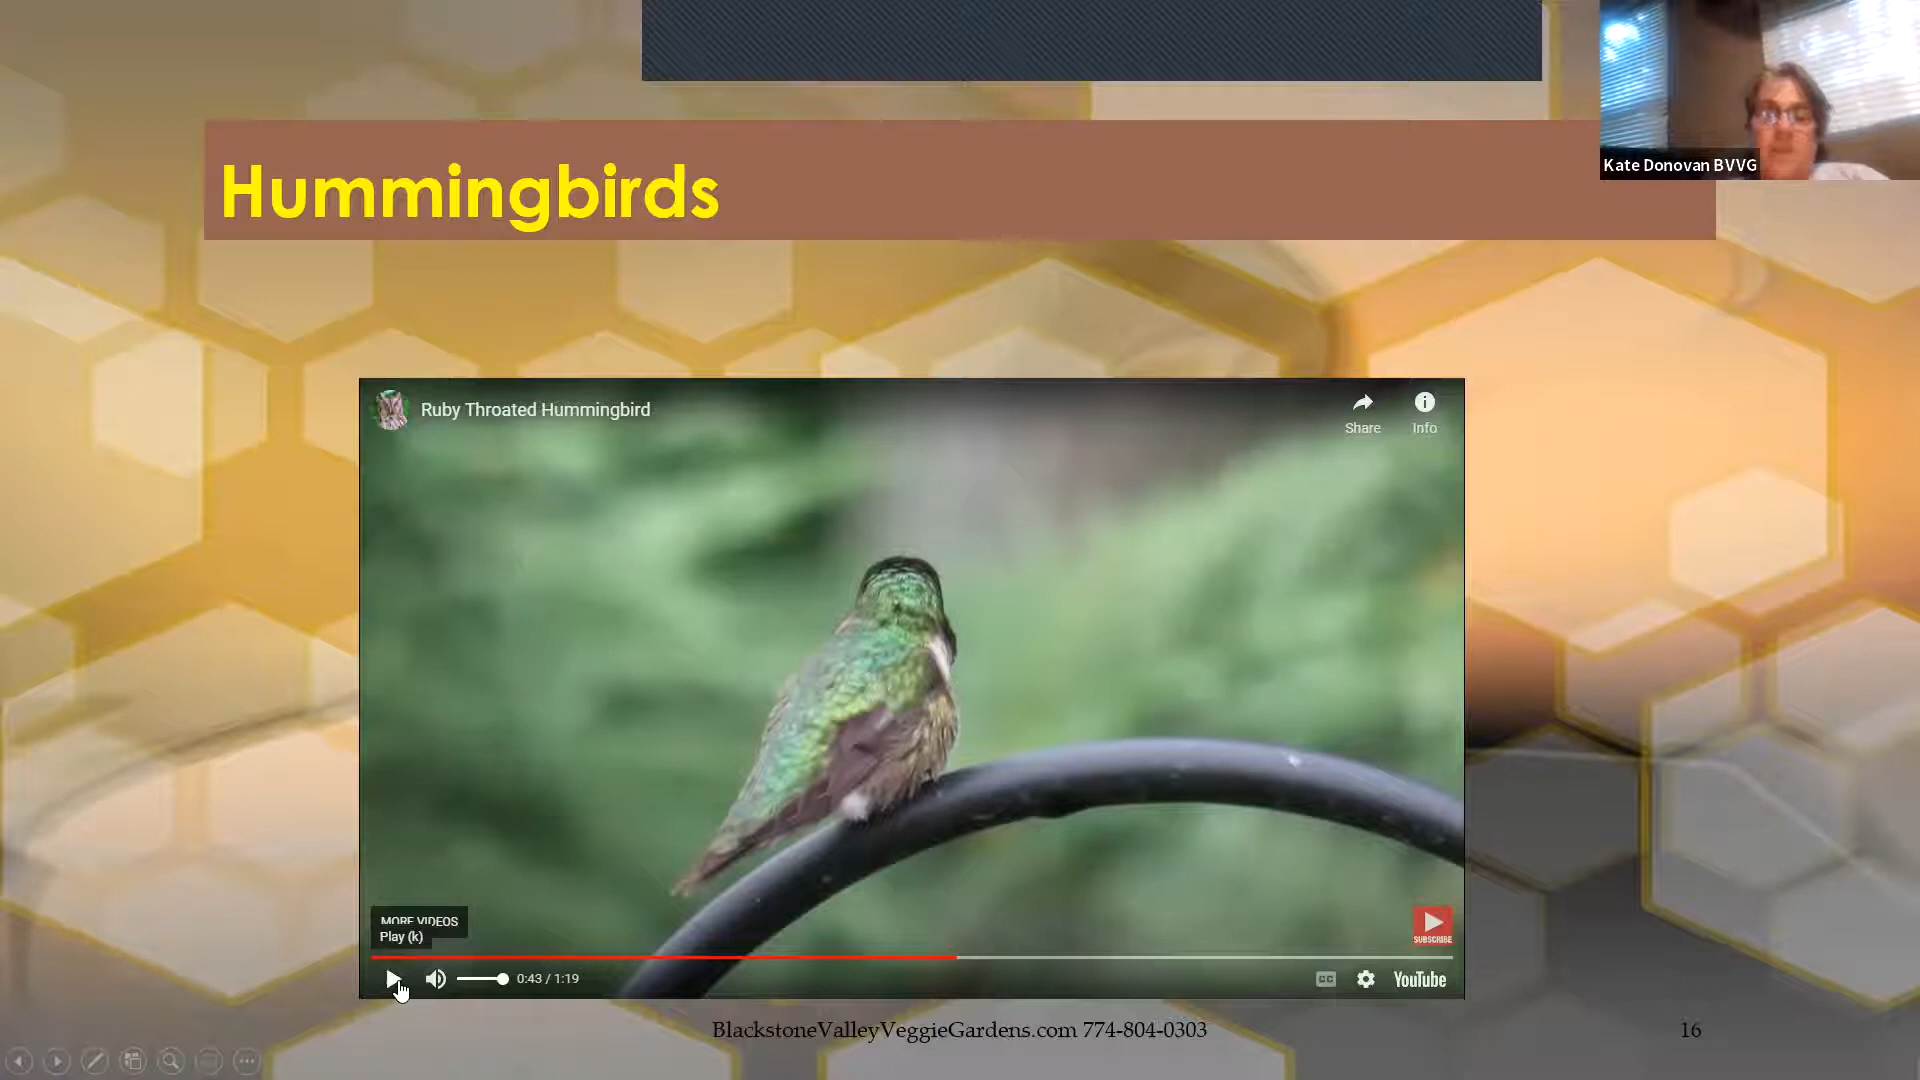 Kate Donovan BVVG
Hummingbirds
Ruby Throated Hummingbird
Share
Info
MORE VIDEOS
Play (k)
SUBSCRIBE
0:43 / 1:19
CC
YouTube
BlackstoneValleyVeggieGardens.com 774-804-0303
16